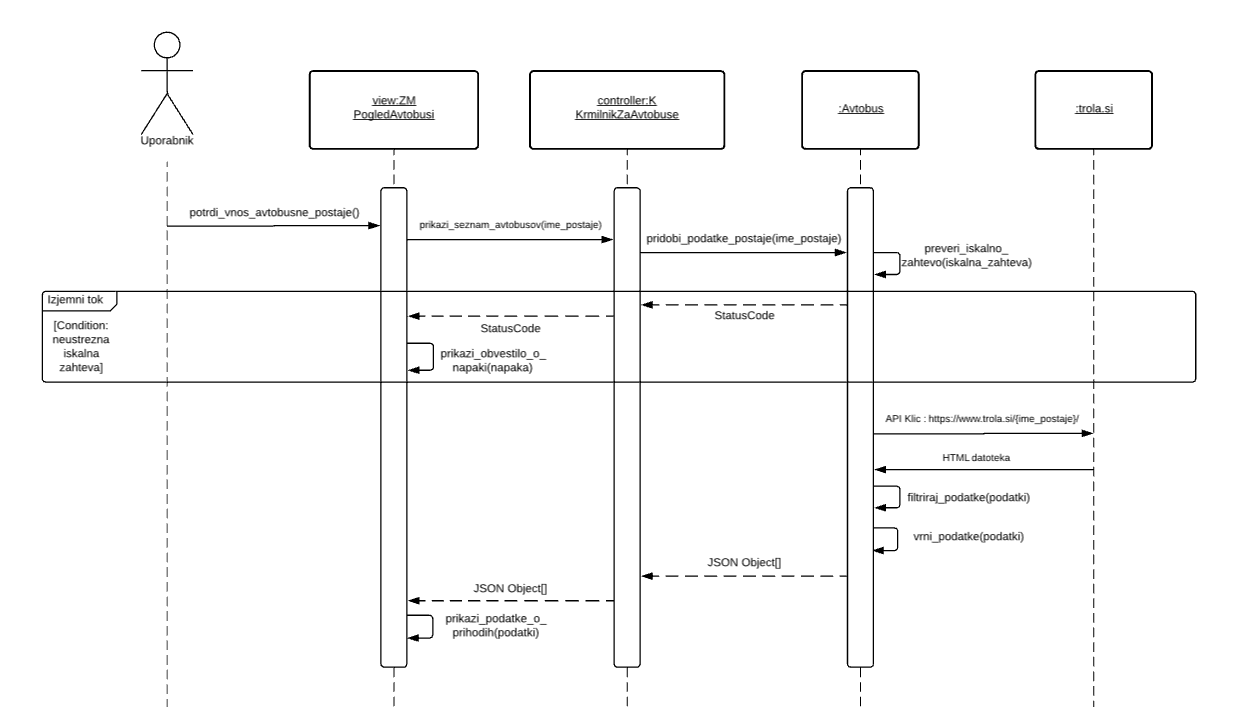 Uporabnik
view:ZM
PogledAvtobusi
controller:K
KrmilnikZaAvtobuse
:Avtobus
:trola.si
potrdi_vnos_avtobusne_postaje()
prikazi_seznam_avtobusov(ime_postaje)
pridobi_podatke_postaje(ime_postaje)
preveri_iskalno_
zahtevo(iskalna_zahteva)
Izjemni tok
[Condition:
neustrezna
iskalna
zahteva]
StatusCode
StatusCode
prikazi_obvestilo_o_
napaki(napaka)
API Klic : https://www.trola.si/{ime_postaje}/
HTML datoteka
filtriraj_podatke(podatki)
vrni_podatke(podatki)
JSON Object[]
JSON Object[]
prikazi_podatke_o_
prihodih(podatki)